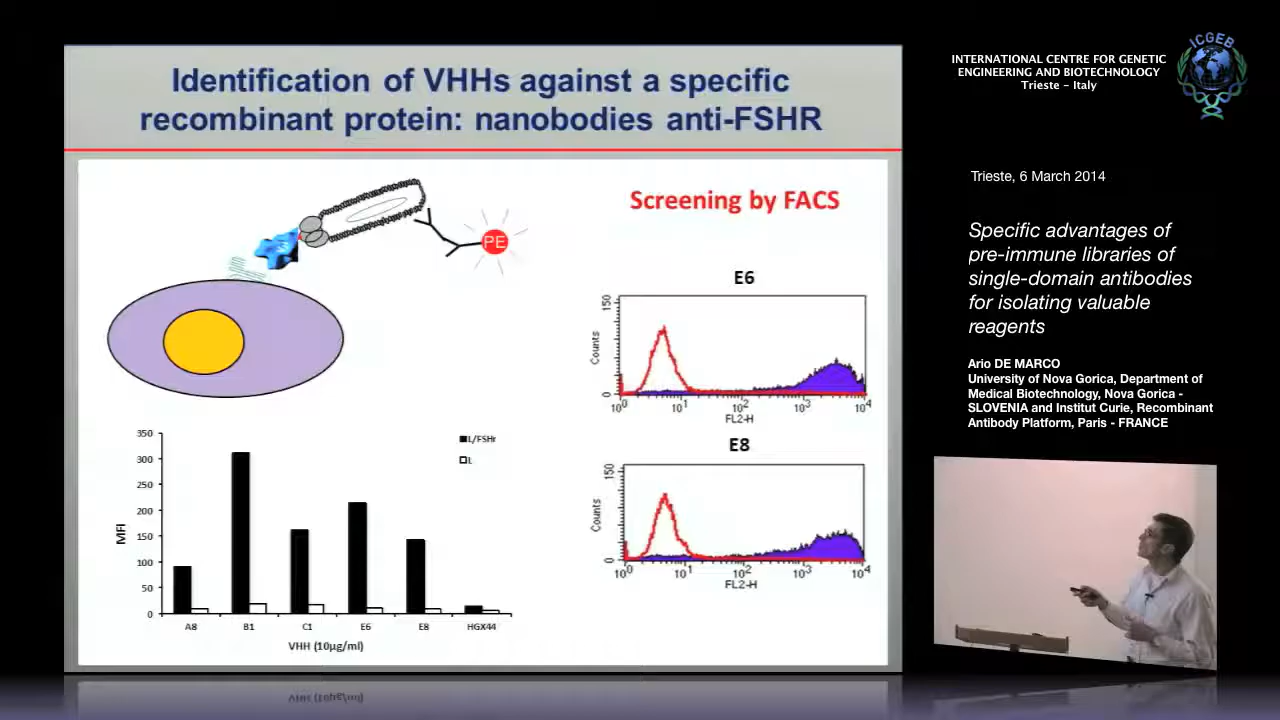 Identification of VHHs against a specific
recombinant protein: nanobodies anti-FSHR
PE
Screening by FACS
E6
150
Counts
0
10^0 10^1 10^2 10^3 10^4
FL2-H
E8
150
Counts
0
10^0 10^1 10^2 10^3 10^4
FL2-H
350
300
250
200
150
100
50
0
MFI
L/FSHr
L
A8 B1 C1 E6 E8 HGX44
VHH (10µg/ml)
INTERNATIONAL CENTRE FOR GENETIC
ENGINEERING AND BIOTECHNOLOGY
Trieste - Italy
ICGEB
Trieste, 6 March 2014
Specific advantages of
pre-immune libraries of
single-domain antibodies
for isolating valuable
reagents
Ario DE MARCO
University of Nova Gorica, Department of
Medical Biotechnology, Nova Gorica -
SLOVENIA and Institut Curie, Recombinant
Antibody Platform, Paris - FRANCE